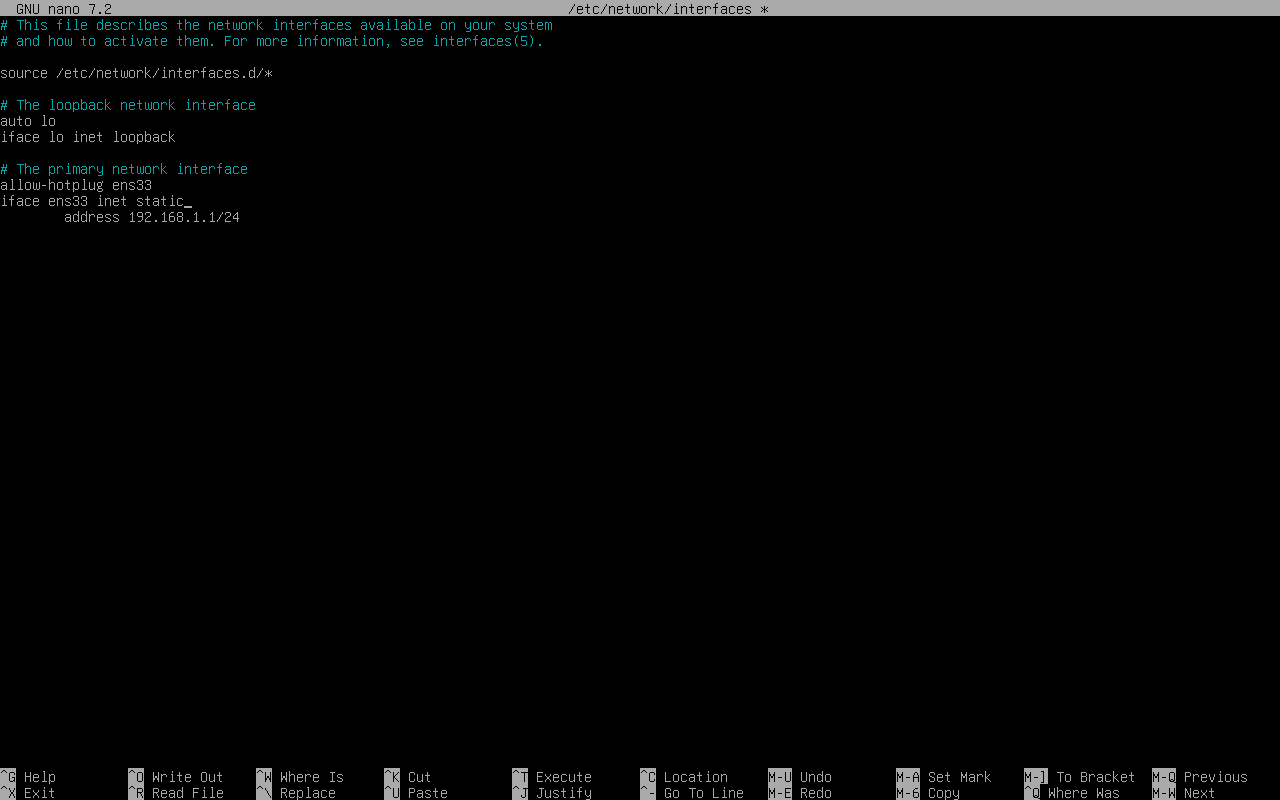 GNU nano 7.2 /etc/network/interfaces *
# This file describes the network interfaces available on your system
# and how to activate them. For more information, see interfaces(5).
source /etc/network/interfaces.d/*
# The loopback network interface
auto lo
iface lo inet loopback
# The primary network interface
allow-hotplug ens33
iface ens33 inet static_
address 192.168.1.1/24
^G Help ^O Write Out ^W Where Is ^K Cut ^T Execute ^C Location M-U Undo M-A Set Mark M-] To Bracket M-Q Previous
^X Exit ^R Read File ^\ Replace ^U Paste ^J Justify ^- Go To Line M-E Redo M-6 Copy ^Q Where Was M-W Next